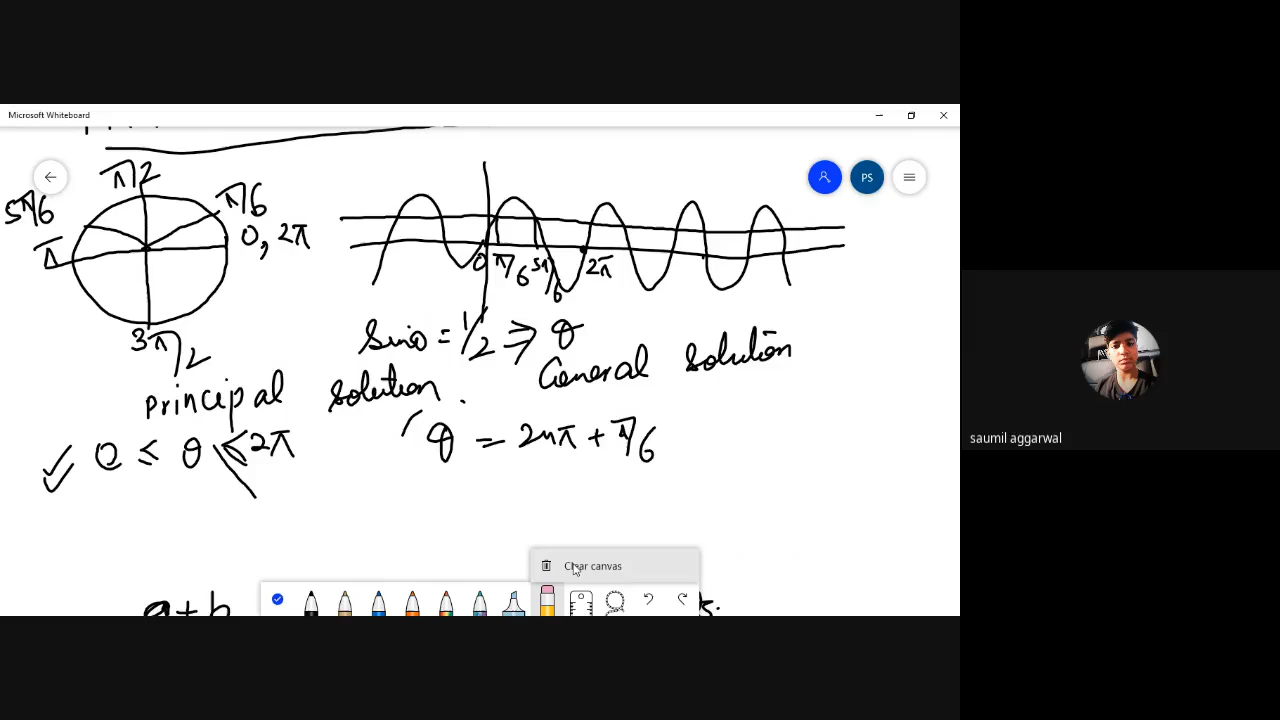 Microsoft Whiteboard
π/2
5π/6
π/6
0, 2π
π
3π/2
0 π/6 5π/6 2π
PS
sinθ = 1/2 ⇒ θ
Principal solution.
General solution
0 ≤ θ ≤ 2π
θ = 2nπ + π/6
saumil aggarwal
Clear canvas
a+b